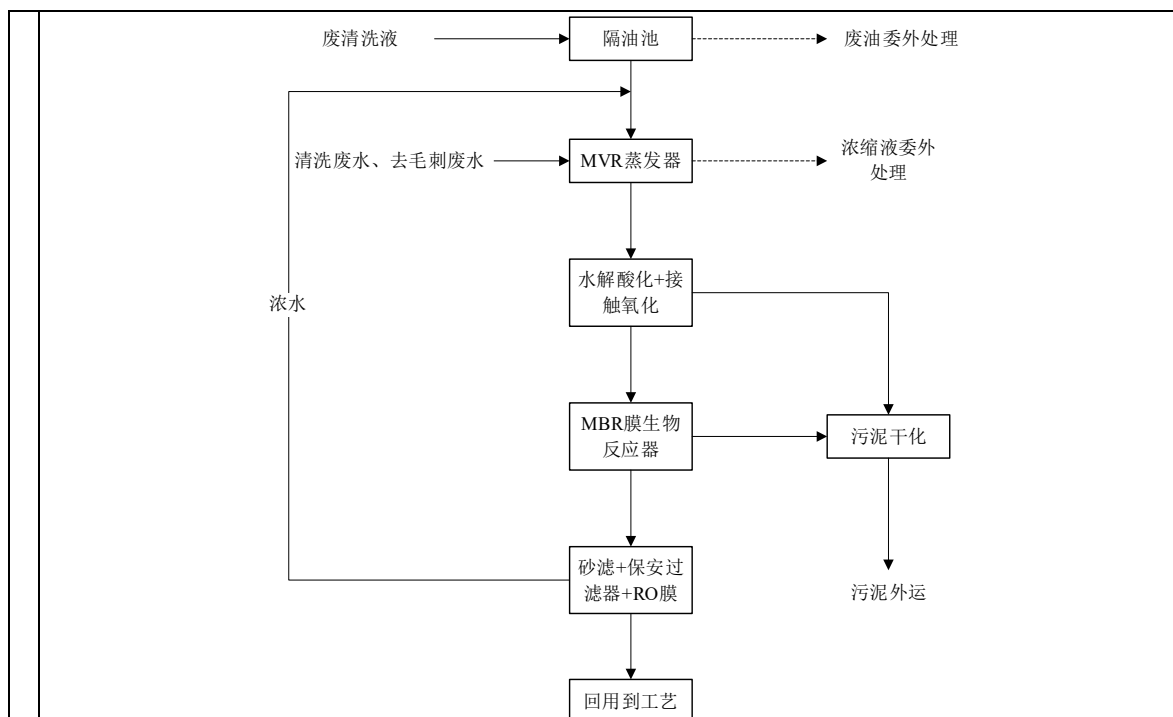 废清洗液
隔油池
废油委外处理
清洗废水、去毛刺废水
MVR蒸发器
浓缩液委外
处理
水解酸化+接
触氧化
浓水
MBR膜生物
反应器
污泥干化
砂滤+保安过
滤器+RO膜
污泥外运
回用到工艺